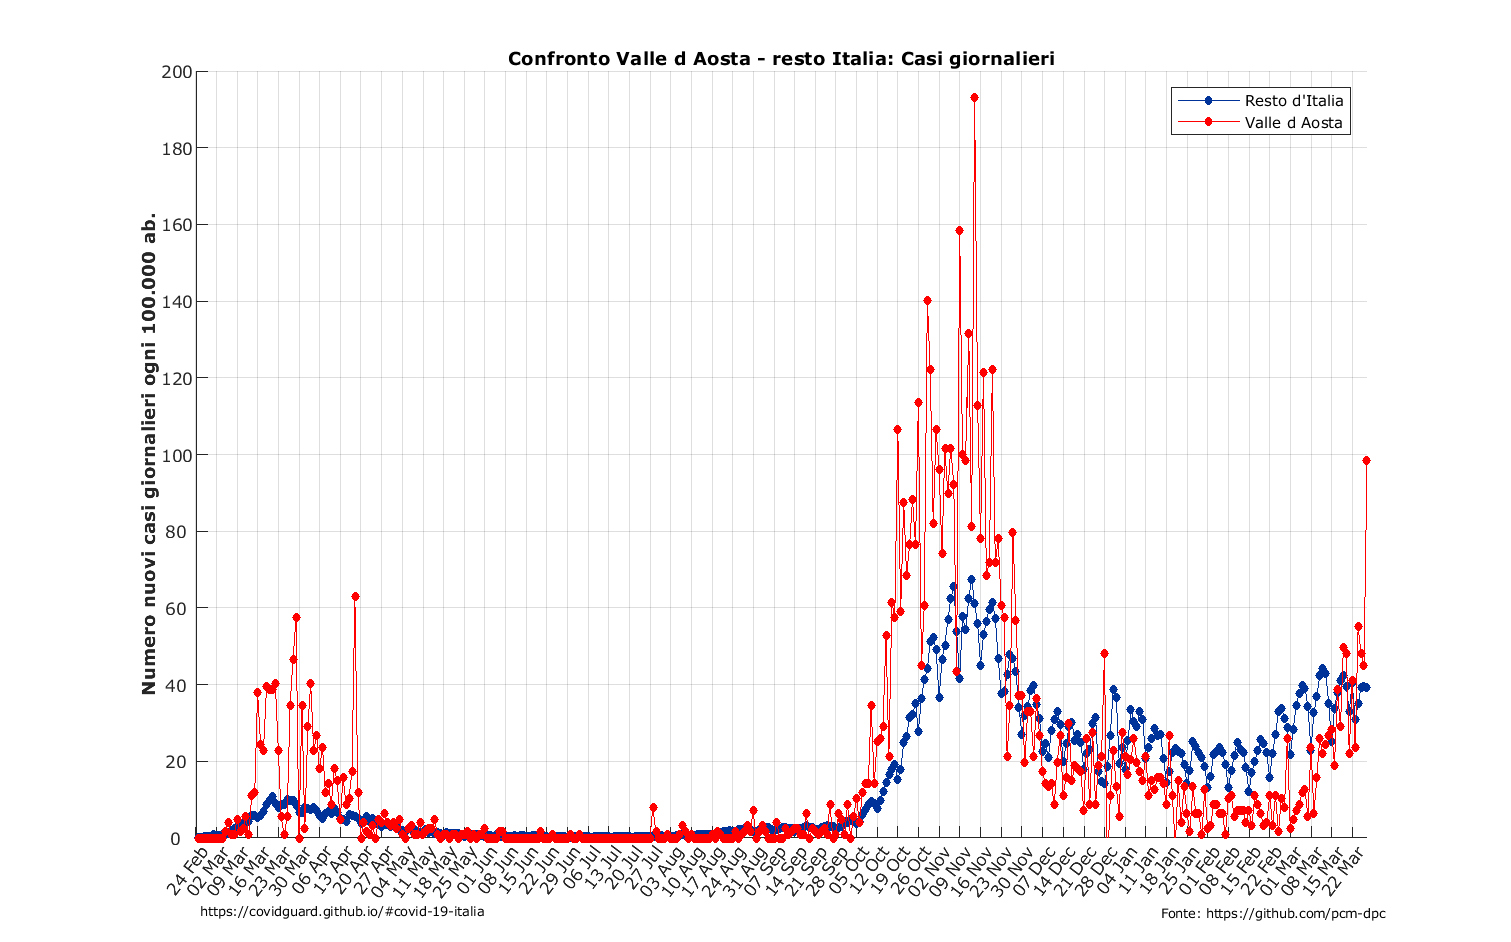 Confronto Valle d Aosta - resto Italia: Casi giornalieri
Resto d'Italia
Valle d Aosta
Numero nuovi casi giornalieri ogni 100.000 ab.
200
180
160
140
120
100
80
60
40
20
0
24 Feb
02 Mar
09 Mar
16 Mar
23 Mar
30 Mar
06 Apr
13 Apr
20 Apr
27 Apr
04 May
11 May
18 May
25 May
01 Jun
08 Jun
15 Jun
22 Jun
29 Jun
06 Jul
13 Jul
20 Jul
27 Jul
03 Aug
10 Aug
17 Aug
24 Aug
31 Aug
07 Sep
14 Sep
21 Sep
28 Sep
05 Oct
12 Oct
19 Oct
26 Oct
02 Nov
09 Nov
16 Nov
23 Nov
30 Nov
07 Dec
14 Dec
21 Dec
28 Dec
04 Jan
11 Jan
18 Jan
25 Jan
01 Feb
08 Feb
15 Feb
22 Feb
01 Mar
08 Mar
15 Mar
22 Mar
https://covidguard.github.io/#covid-19-italia
Fonte: https://github.com/pcm-dpc